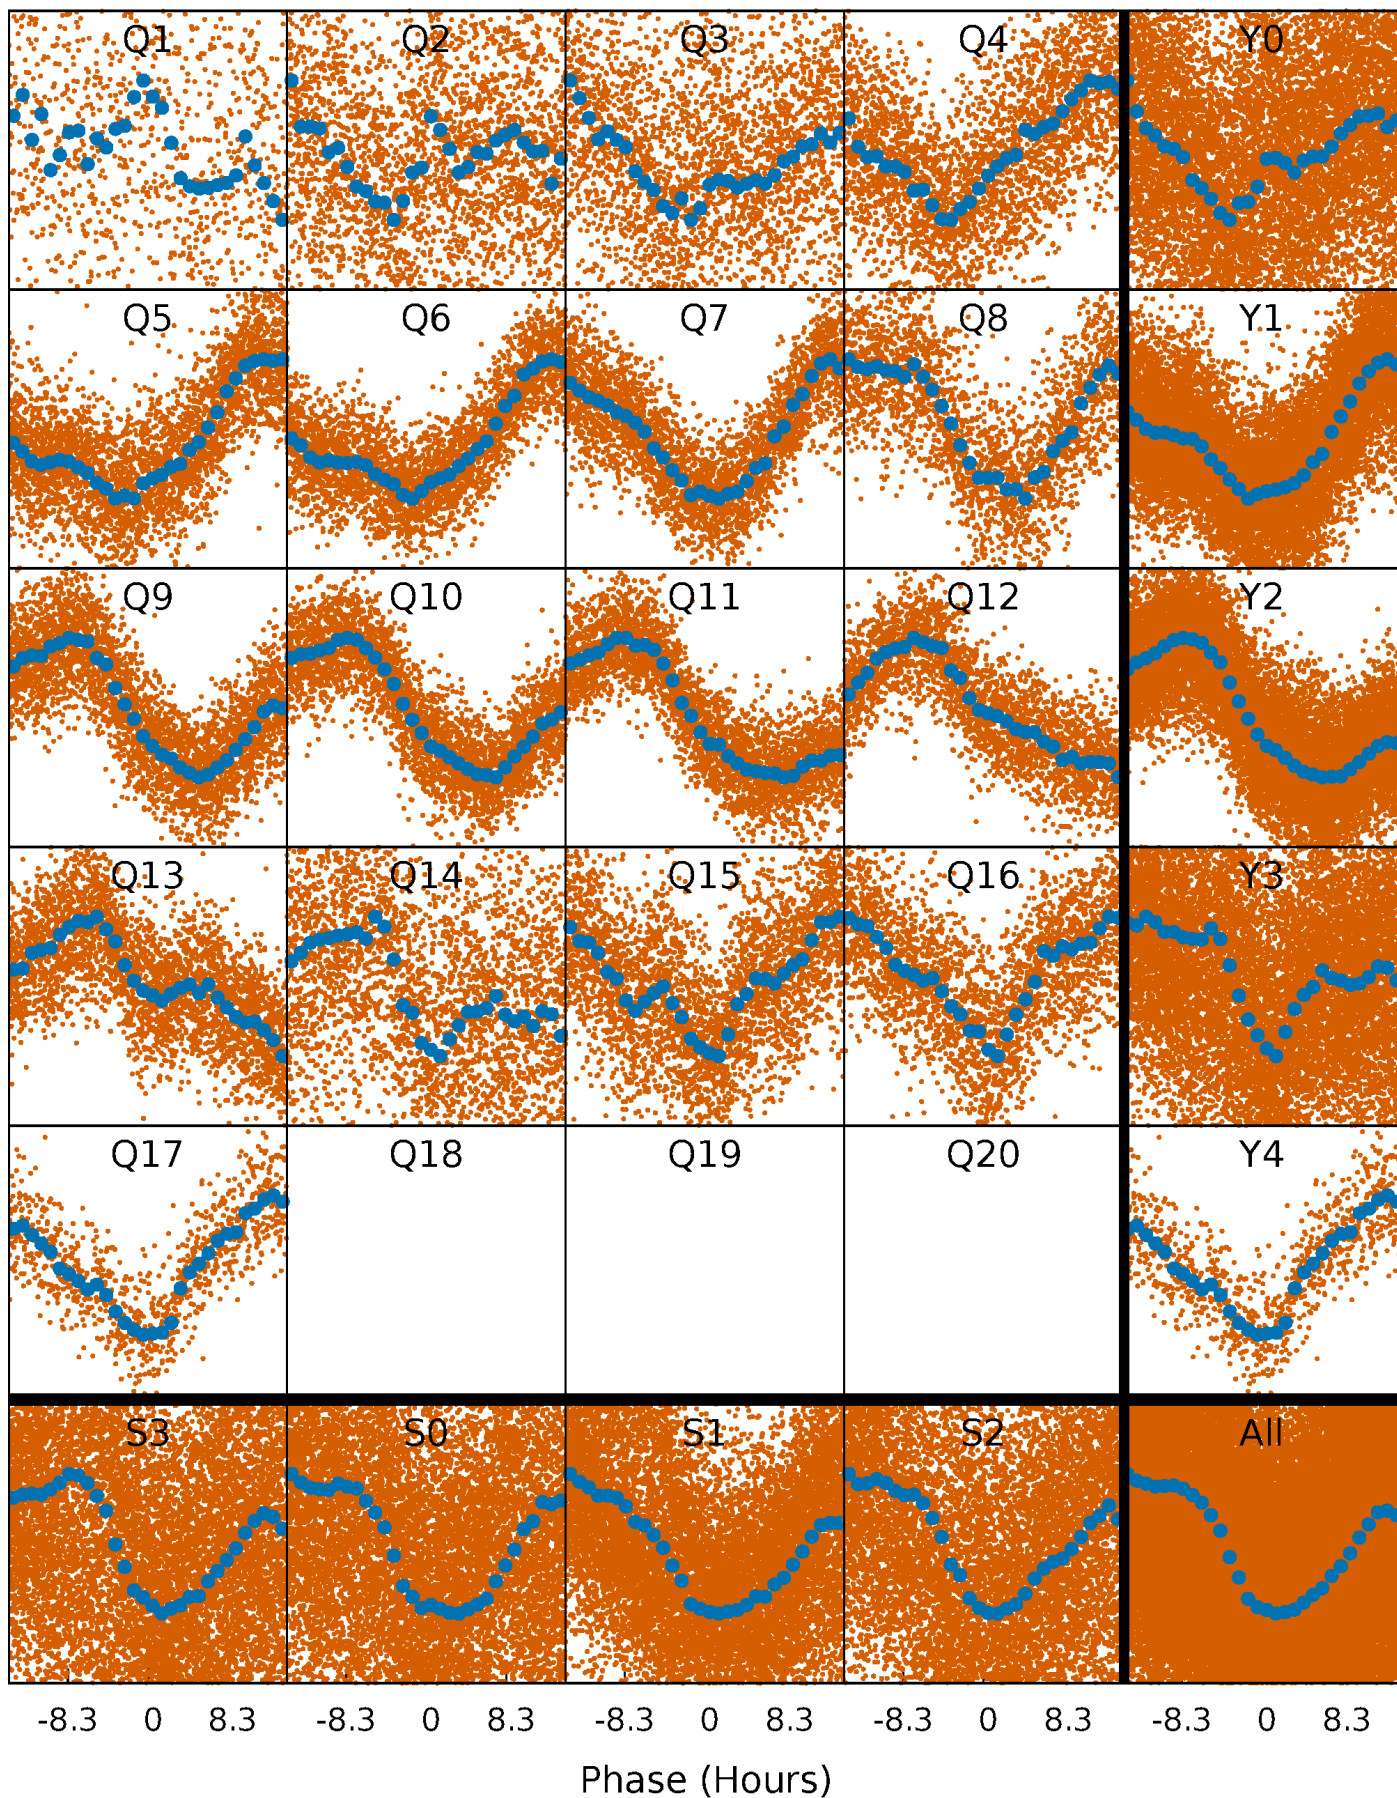 Q1 Q2 Q3 Q4 Y0
Q5 Q6 Q7 Q8 Y1
Q9 Q10 Q11 Q12 Y2
Q13 Q14 Q15 Q16 Y3
Q17 Q18 Q19 Q20 Y4
S3 S0 S1 S2 All
-8.3 0 8.3 -8.3 0 8.3 -8.3 0 8.3 -8.3 0 8.3 -8.3 0 8.3
Phase (Hours)